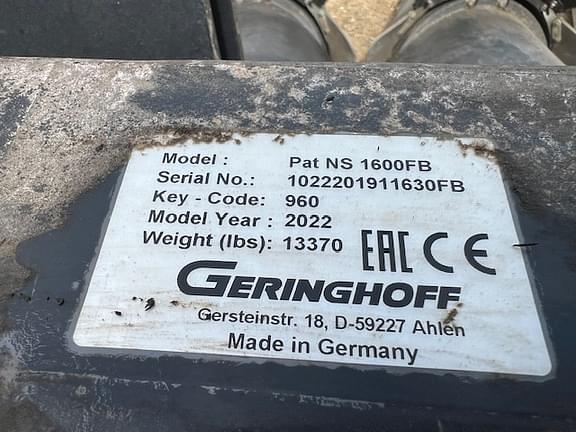 Model : Pat NS 1600FB
Serial No.: 1022201911630FB
Key - Code: 960
Model Year : 2022
Weight (lbs): 13370 EAC CE
GERINGHOFF
Gersteinstr. 18, D-59227 Ahlen
Made in Germany